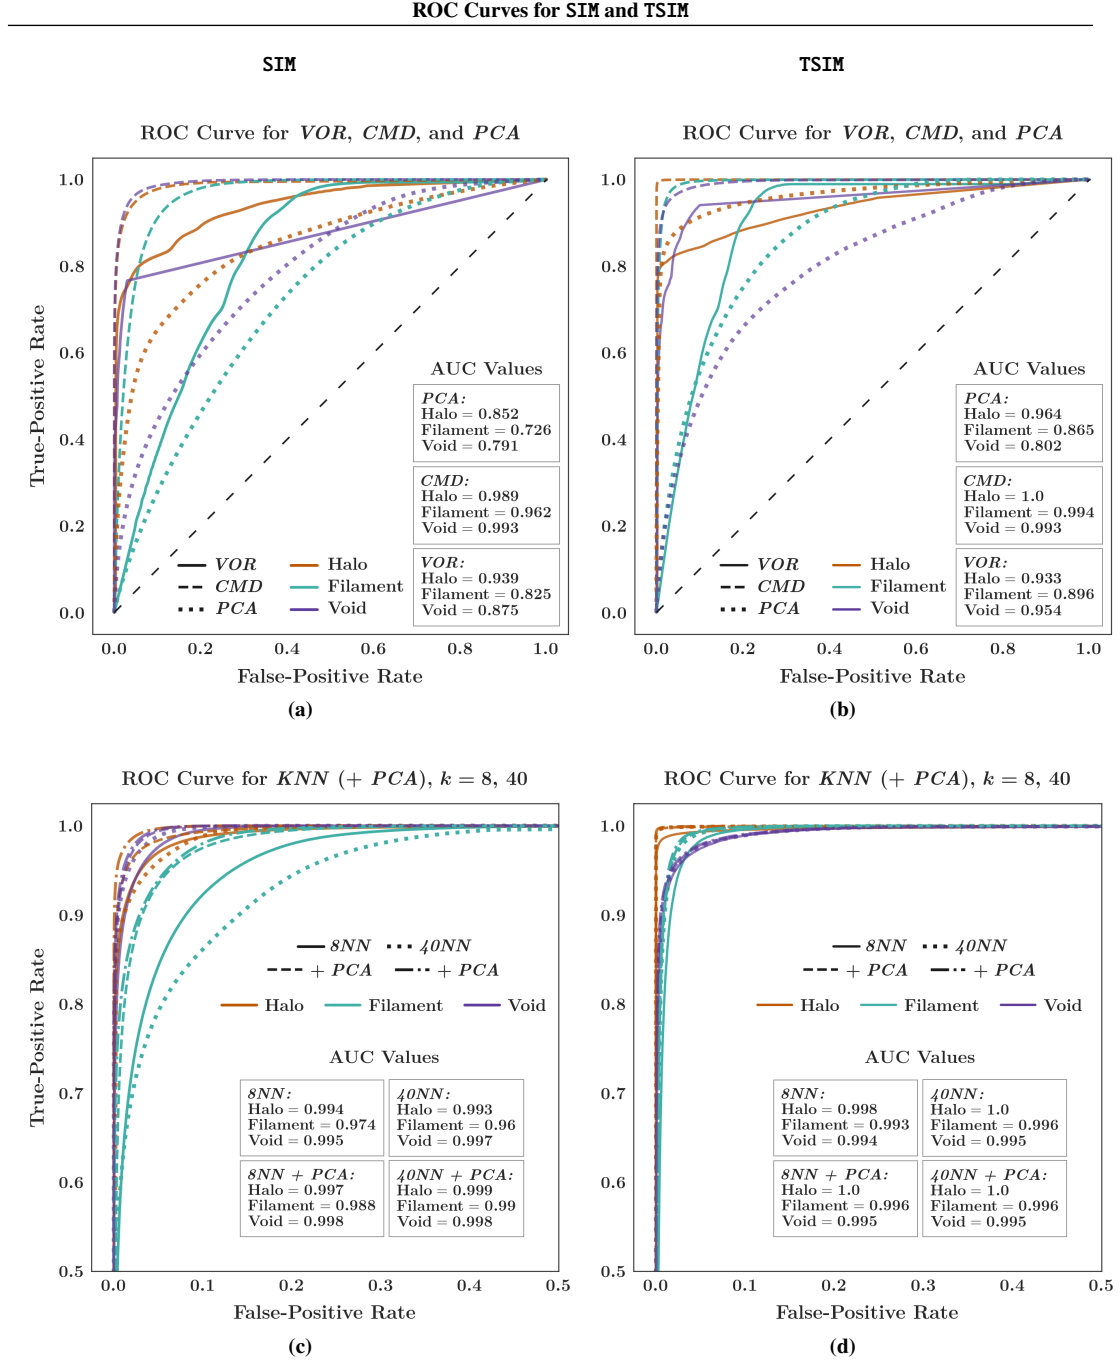 ROC Curves for SIM and TSIM
SIM
TSIM
ROC Curve for VOR, CMD, and PCA
True-Positive Rate
1.0
0.8
0.6
0.4
0.2
0.0
AUC Values
PCA:
Halo = 0.852
Filament = 0.726
Void = 0.791
CMD:
Halo = 0.989
Filament = 0.962
Void = 0.993
VOR:
Halo = 0.939
Filament = 0.825
Void = 0.875
VOR
CMD
PCA
Halo
Filament
Void
0.0 0.2 0.4 0.6 0.8 1.0
False-Positive Rate
(a)
ROC Curve for VOR, CMD, and PCA
1.0
0.8
0.6
0.4
0.2
0.0
AUC Values
PCA:
Halo = 0.964
Filament = 0.865
Void = 0.802
CMD:
Halo = 1.0
Filament = 0.994
Void = 0.993
VOR:
Halo = 0.933
Filament = 0.896
Void = 0.954
VOR
CMD
PCA
Halo
Filament
Void
0.0 0.2 0.4 0.6 0.8 1.0
False-Positive Rate
(b)
ROC Curve for KNN (+ PCA), k = 8, 40
True-Positive Rate
1.0
0.9
0.8
0.7
0.6
0.5
8NN 40NN
+ PCA + PCA
Halo Filament Void
AUC Values
8NN:
Halo = 0.994
Filament = 0.974
Void = 0.995
40NN:
Halo = 0.993
Filament = 0.96
Void = 0.997
8NN + PCA:
Halo = 0.997
Filament = 0.988
Void = 0.998
40NN + PCA:
Halo = 0.999
Filament = 0.99
Void = 0.998
0.0 0.1 0.2 0.3 0.4 0.5
False-Positive Rate
(c)
ROC Curve for KNN (+ PCA), k = 8, 40
1.0
0.9
0.8
0.7
0.6
0.5
8NN 40NN
+ PCA + PCA
Halo Filament Void
AUC Values
8NN:
Halo = 0.998
Filament = 0.993
Void = 0.994
40NN:
Halo = 1.0
Filament = 0.996
Void = 0.995
8NN + PCA:
Halo = 1.0
Filament = 0.996
Void = 0.995
40NN + PCA:
Halo = 1.0
Filament = 0.996
Void = 0.995
0.0 0.1 0.2 0.3 0.4 0.5
False-Positive Rate
(d)